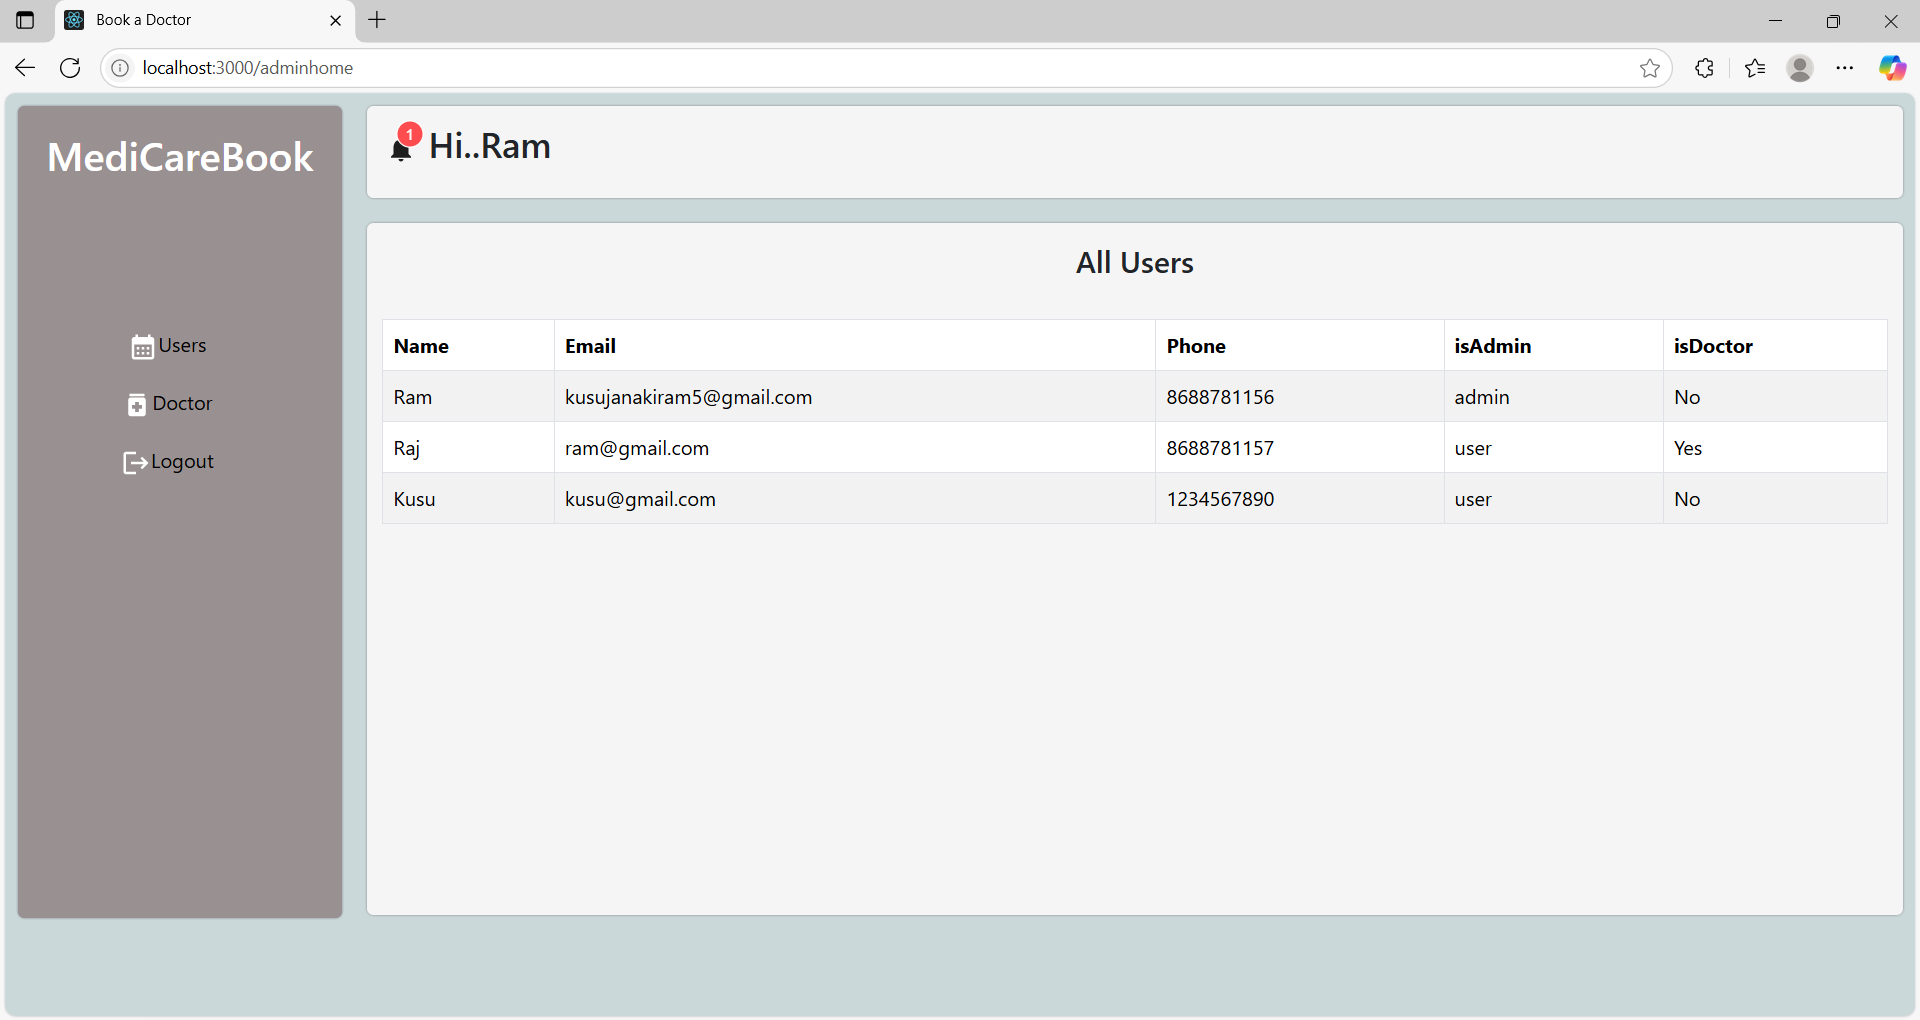 Book a Doctor
localhost:3000/adminhome
MediCareBook
Users
Doctor
Logout
1
Hi..Ram
All Users
Name Email Phone isAdmin isDoctor
Ram kusujanakiram5@gmail.com 8688781156 admin No
Raj ram@gmail.com 8688781157 user Yes
Kusu kusu@gmail.com 1234567890 user No